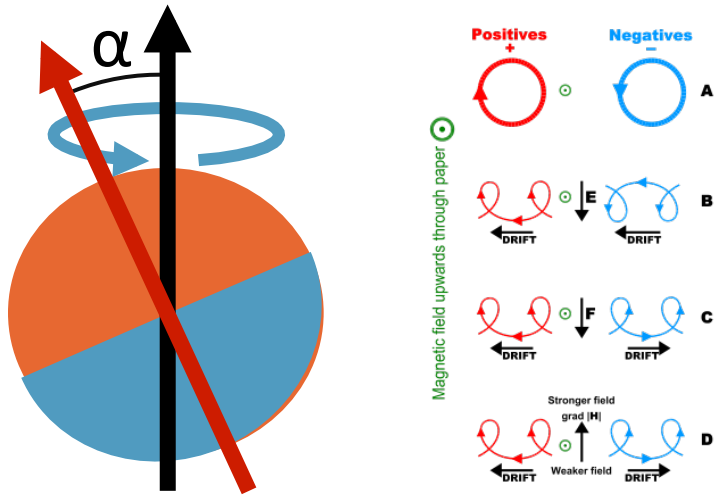 α
Positives
+
Negatives
–
A
Magnetic field upwards through paper
E
B
DRIFT
DRIFT
F
C
DRIFT
DRIFT
Stronger field
grad |H|
D
Weaker field
DRIFT
DRIFT